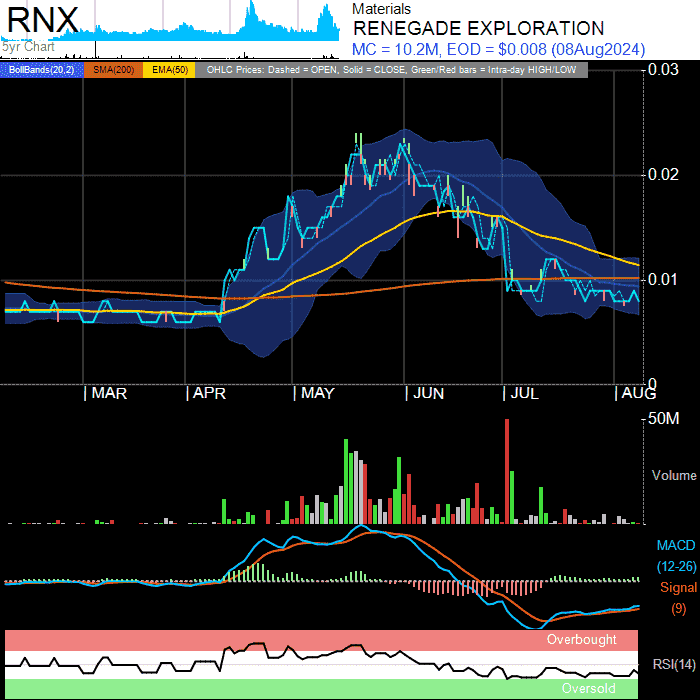 RNX
5yr Chart
Materials
RENEGADE EXPLORATION
MC = 10.2M, EOD = $0.008 (08Aug2024)
BollBands(20,2) SMA(200) EMA(50) OHLC Prices: Dashed = OPEN, Solid = CLOSE, Green/Red bars = Intra-day HIGH/LOW
0.03
0.02
0.01
0
| MAR | APR | MAY | JUN | JUL | AUG
50M
Volume
MACD
(12-26)
Signal
(9)
Overbought
RSI(14)
Oversold